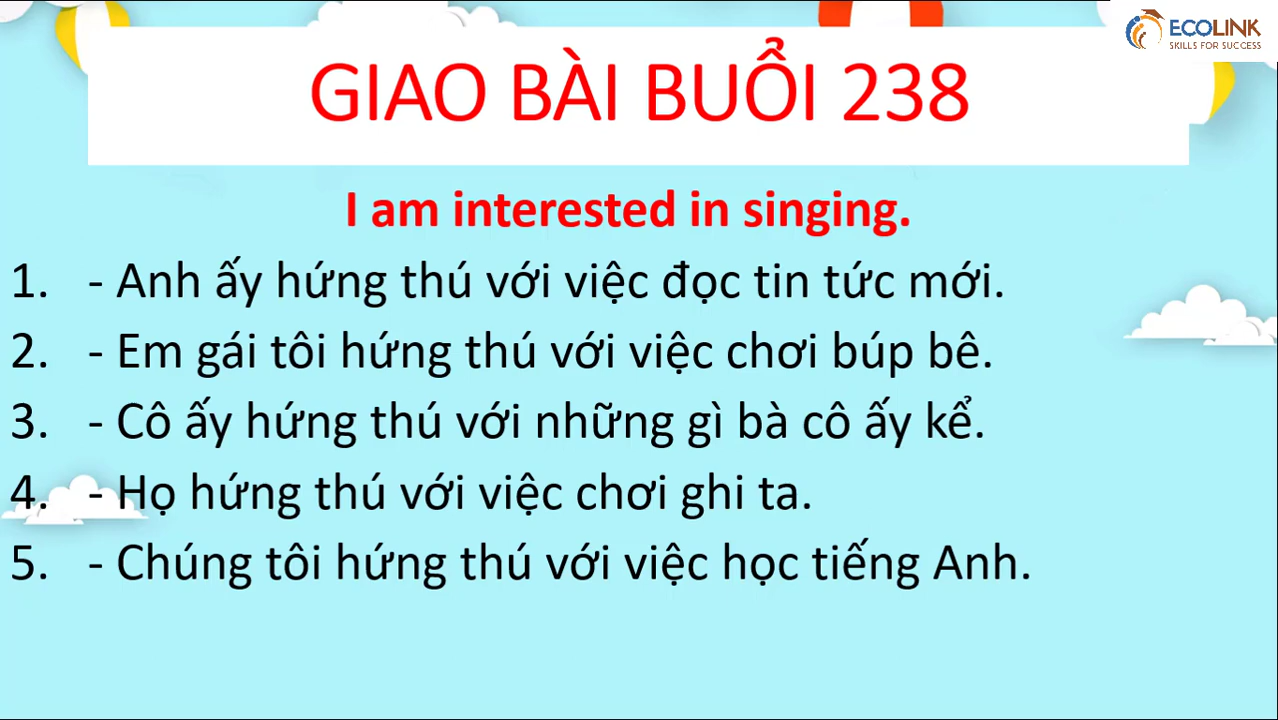 ECOLINK
SKILLS FOR SUCCESS
GIAO BÀI BUỔI 238
I am interested in singing.
1. - Anh ấy hứng thú với việc đọc tin tức mới.
2. - Em gái tôi hứng thú với việc chơi búp bê.
3. - Cô ấy hứng thú với những gì bà cô ấy kể.
4. - Họ hứng thú với việc chơi ghi ta.
5. - Chúng tôi hứng thú với việc học tiếng Anh.